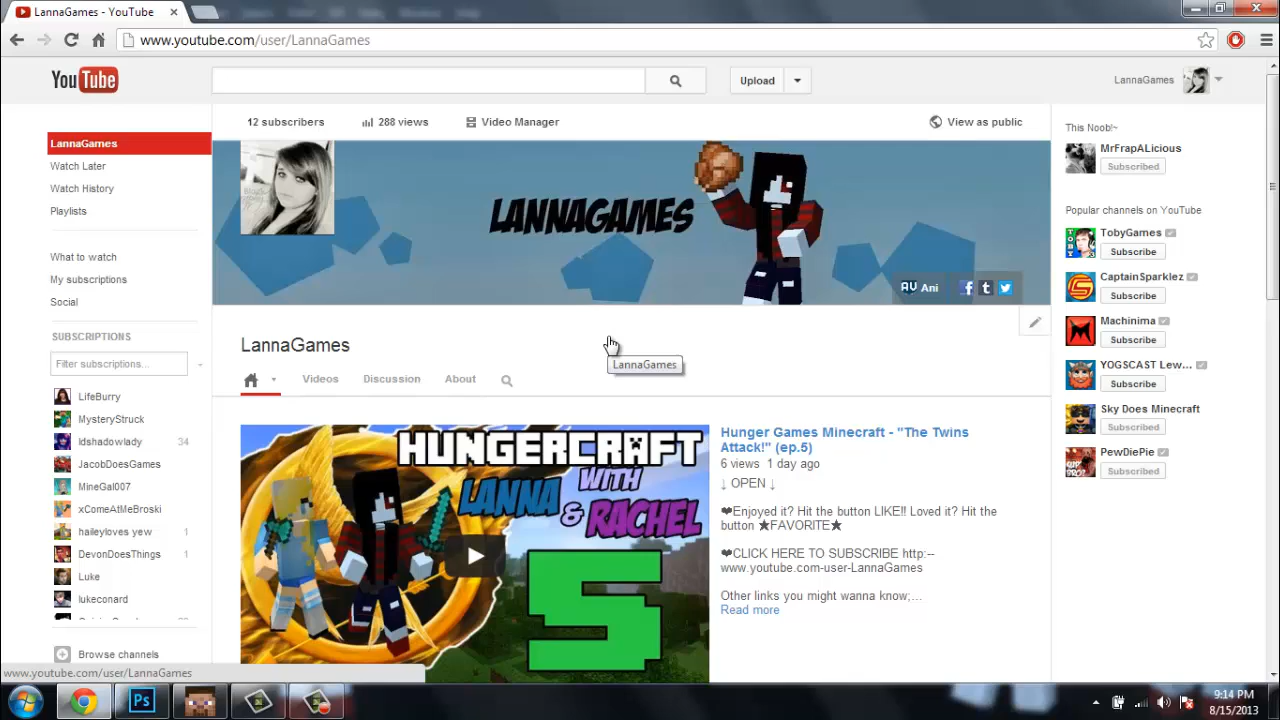 LannaGames - YouTube
www.youtube.com/user/LannaGames
YouTube
Upload
LannaGames
12 subscribers
288 views
Video Manager
View as public
LannaGames
Watch Later
Watch History
Playlists
What to watch
My subscriptions
Social
SUBSCRIPTIONS
Filter subscriptions...
LifeBurry
MysteryStruck
ldshadowlady 34
JacobDoesGames
MineGal007
xComeAtMeBroski
haileyloves yew 1
DevonDoesThings 1
Luke
lukeconard
Browse channels
LANNAGAMES
Ani
LannaGames
LannaGames
Videos
Discussion
About
HUNGERCRAFT
WITH
LANNA
& RACHEL
5
Hunger Games Minecraft - "The Twins
Attack!" (ep.5)
6 views 1 day ago
↓ OPEN ↓
❤Enjoyed it? Hit the button LIKE!! Loved it? Hit the
button ★FAVORITE★
❤CLICK HERE TO SUBSCRIBE http:--
www.youtube.com-user-LannaGames
Other links you might wanna know;...
Read more
This Noob!~
MrFrapALicious
Subscribed
Popular channels on YouTube
TobyGames
Subscribe
CaptainSparklez
Subscribe
Machinima
Subscribe
YOGSCAST Lew...
Subscribe
Sky Does Minecraft
Subscribed
PewDiePie
Subscribed
www.youtube.com/user/LannaGames
Ps
9:14 PM
8/15/2013